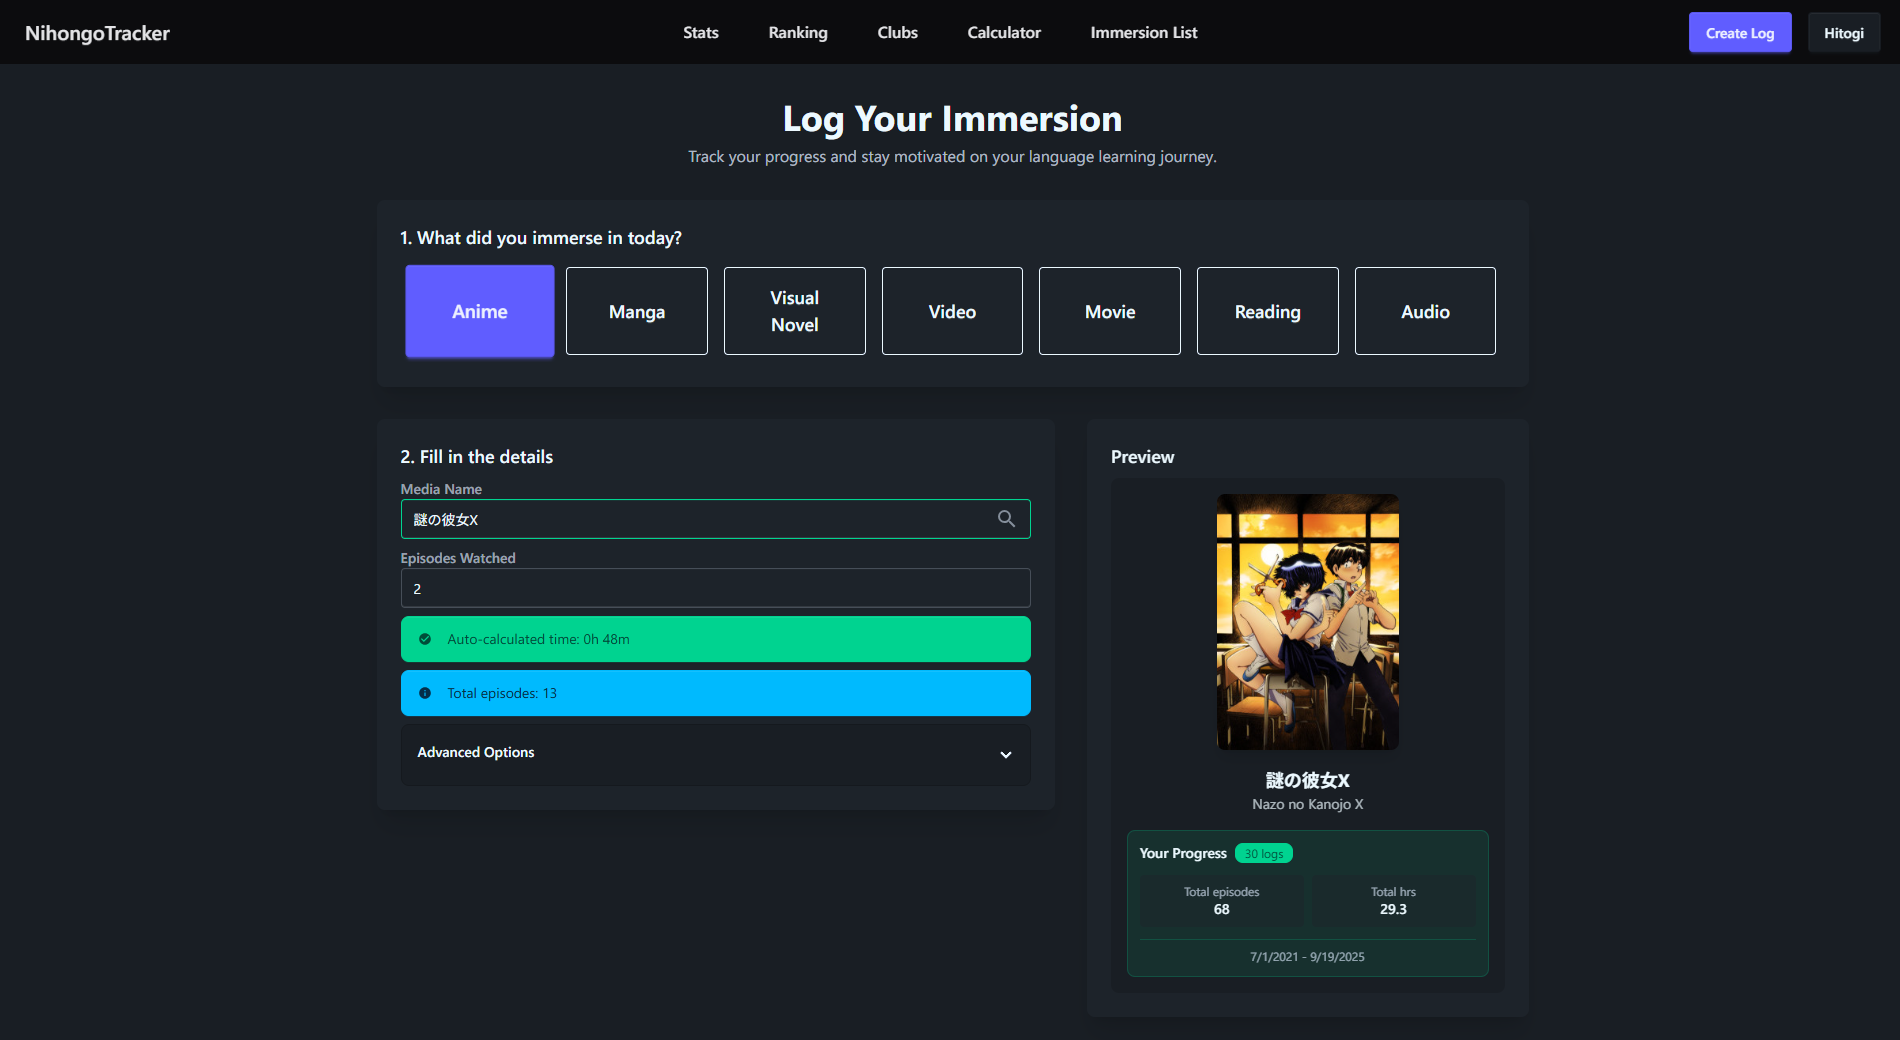 NihongoTracker
Stats
Ranking
Clubs
Calculator
Immersion List
Create Log
Hitogi
Log Your Immersion
Track your progress and stay motivated on your language learning journey.
1. What did you immerse in today?
Anime
Manga
Visual
Novel
Video
Movie
Reading
Audio
2. Fill in the details
Media Name
謎の彼女X
Episodes Watched
2
Auto-calculated time: 0h 48m
Total episodes: 13
Advanced Options
Preview
謎の彼女X
Nazo no Kanojo X
Your Progress
30 logs
Total episodes
68
Total hrs
29.3
7/1/2021 - 9/19/2025